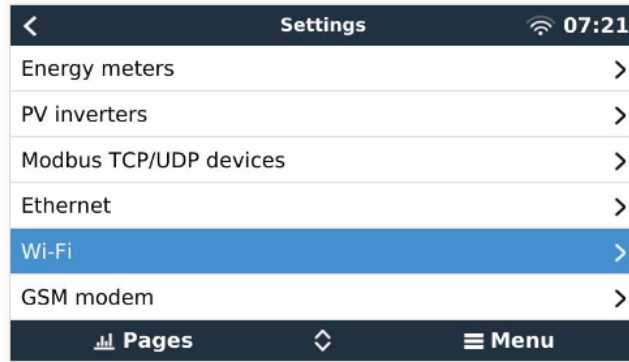 Settings 07:21
Energy meters
PV inverters
Modbus TCP/UDP devices
Ethernet
Wi-Fi
GSM modem
Pages Menu